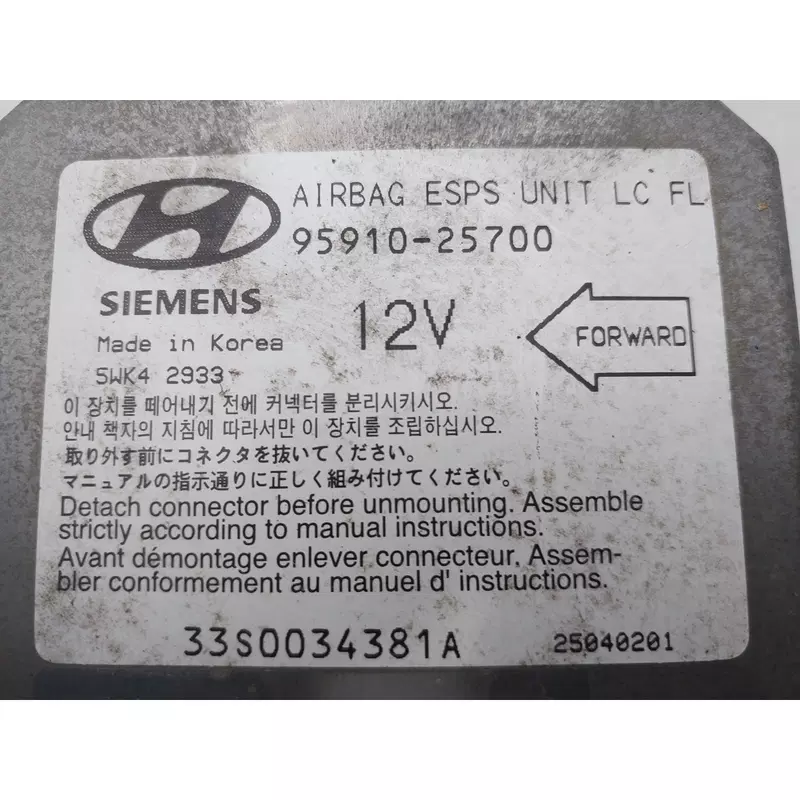 AIRBAG ESPS UNIT LC FL
95910-25700
SIEMENS
12V
FORWARD
Made in Korea
5WK4 2933
이 장치를 떼어내기 전에 커넥터를 분리시키시오.
안내 책자의 지침에 따라서만 이 장치를 조립하십시오.
取り外す前にコネクタを抜いてください。
マニュアルの指示通りに正しく組み付けてください。
Detach connector before unmounting. Assemble
strictly according to manual instructions.
Avant démontage enlever connecteur, Assem-
bler conformement au manuel d' instructions.
33S0034381A
25040201